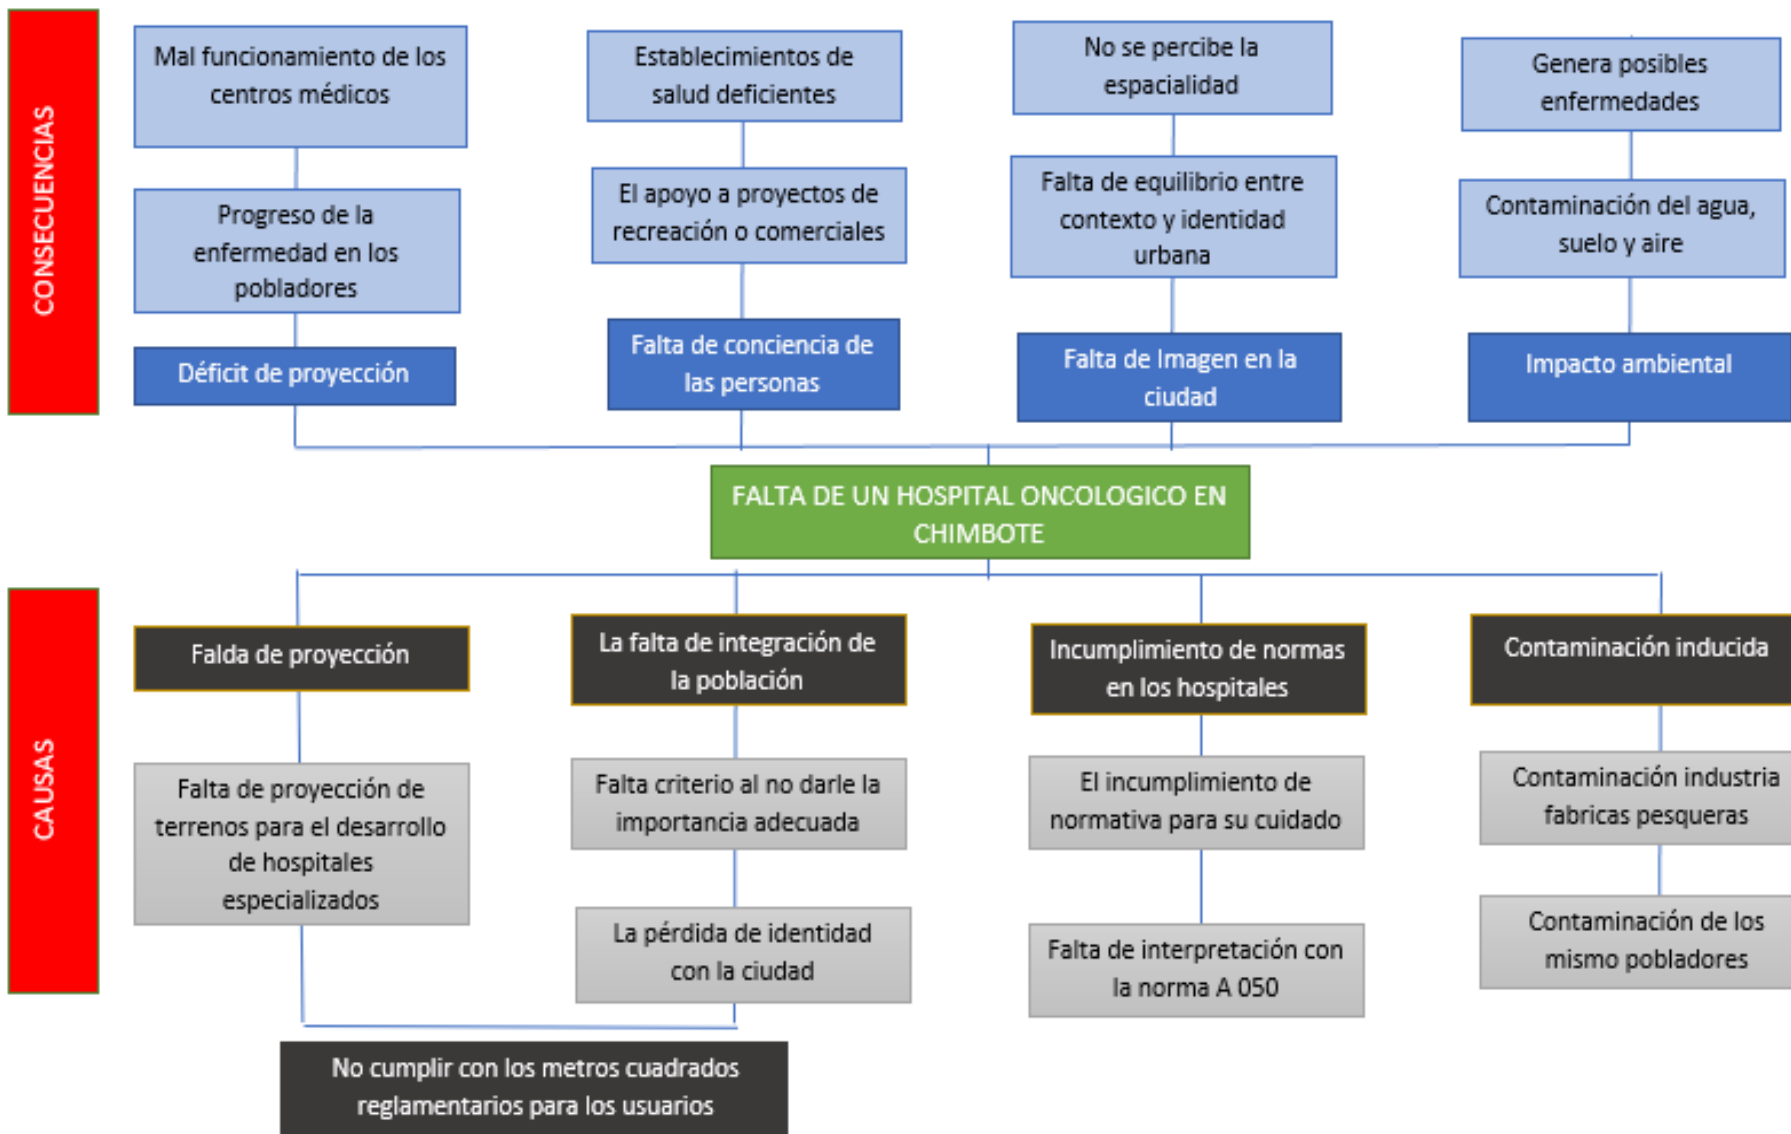 CONSECUENCIAS
Mal funcionamiento de los
centros médicos
Establecimientos de
salud deficientes
No se percibe la
espacialidad
Genera posibles
enfermedades
Progreso de la
enfermedad en los
pobladores
El apoyo a proyectos de
recreación o comerciales
Falta de equilibrio entre
contexto y identidad
urbana
Contaminación del agua,
suelo y aire
Déficit de proyección
Falta de conciencia de
las personas
Falta de Imagen en la
ciudad
Impacto ambiental
FALTA DE UN HOSPITAL ONCOLOGICO EN
CHIMBOTE
CAUSAS
Falda de proyección
La falta de integración de
la población
Incumplimiento de normas
en los hospitales
Contaminación inducida
Falta de proyección de
terrenos para el desarrollo
de hospitales
especializados
Falta criterio al no darle la
importancia adecuada
El incumplimiento de
normativa para su cuidado
Contaminación industria
fabricas pesqueras
La pérdida de identidad
con la ciudad
Falta de interpretación con
la norma A 050
Contaminación de los
mismo pobladores
No cumplir con los metros cuadrados
reglamentarios para los usuarios